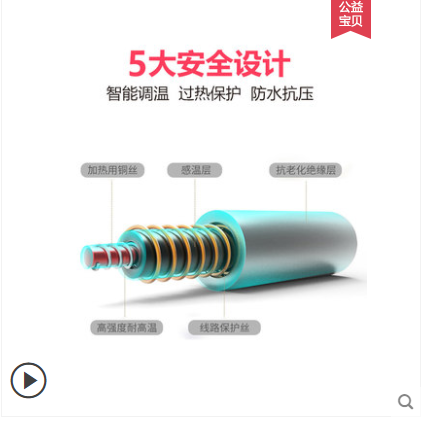 公益
宝贝
5大安全设计
智能调温 过热保护 防水抗压
加热用铜丝 感温层 抗老化绝缘层
高强度耐高温 线路保护丝